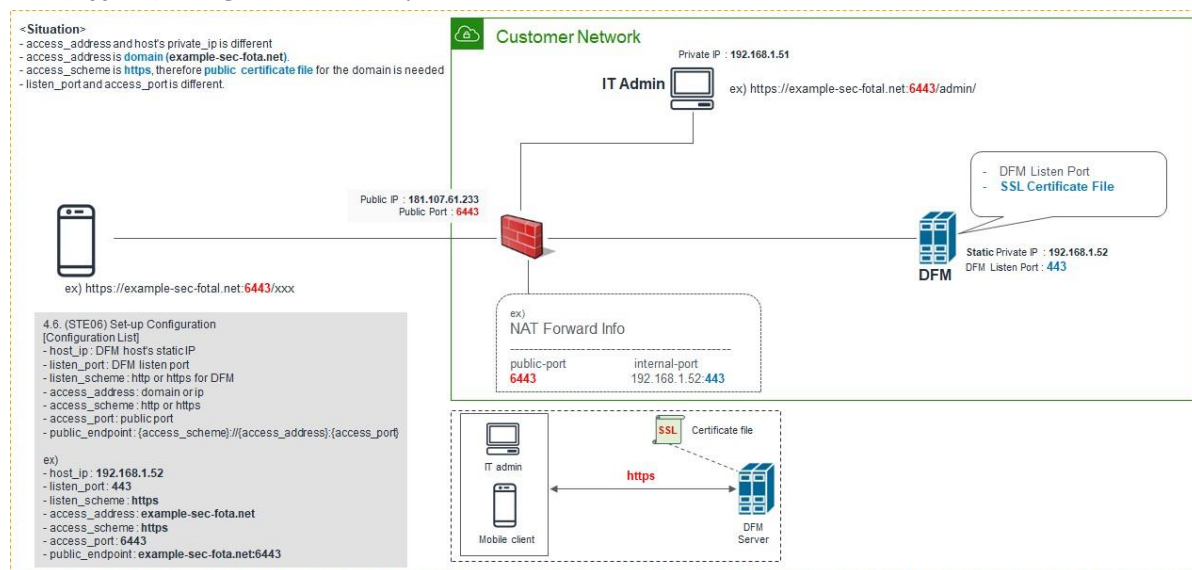 <Situation>
- access_address and host's private_ip is different
- access_address is domain (example-sec-fota.net).
- access_scheme is https, therefore public certificate file for the domain is needed
- listen_port and access_port is different.
Customer Network
Private IP : 192.168.1.51
IT Admin
ex) https://example-sec-fotal.net:6443/admin/
- DFM Listen Port
- SSL Certificate File
Public IP : 181.107.61.233
Public Port : 6443
Static Private IP : 192.168.1.52
DFM Listen Port : 443
DFM
ex) https://example-sec-fotal.net:6443/xxx
ex)
NAT Forward Info
public-port internal-port
6443 192.168.1.52:443
4.6. (STE06) Set-up Configuration
[Configuration List]
- host_ip : DFM host's static IP
- listen_port : DFM listen port
- listen_scheme : http or https for DFM
- access_address : domain or ip
- access_scheme : http or https
- access_port : public port
- public_endpoint : {access_scheme}://{access_address}:{access_port}
ex)
- host_ip : 192.168.1.52
- listen_port : 443
- listen_scheme : https
- access_address : example-sec-fota.net
- access_scheme : https
- access_port : 6443
- public_endpoint : example-sec-fota.net:6443
SSL Certificate file
IT admin
https
Mobile client
DFM
Server